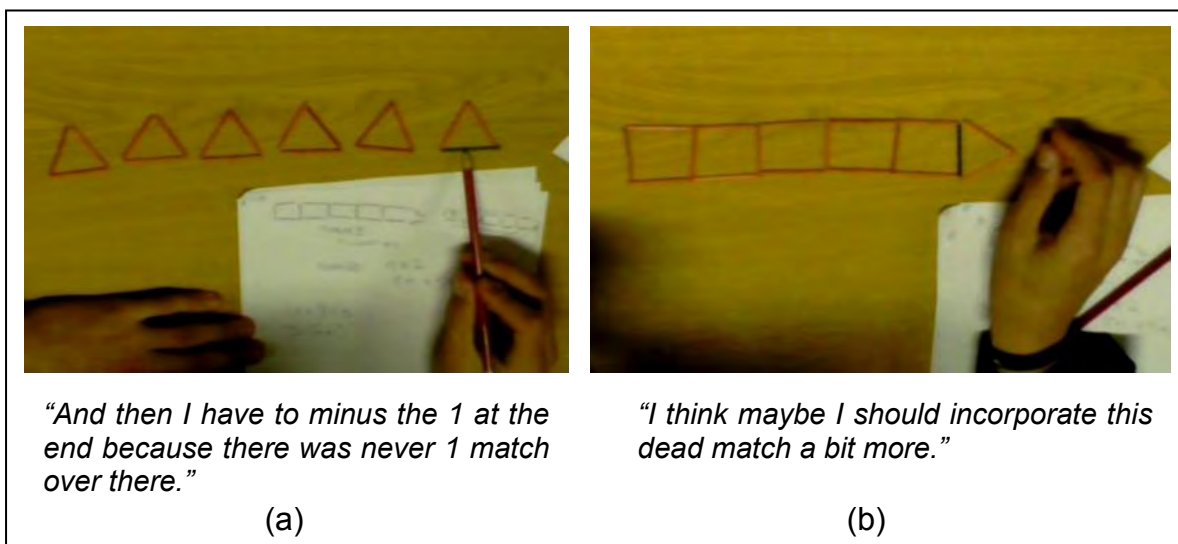 “And then I have to minus the 1 at the
end because there was never 1 match
over there.”
(a)
“I think maybe I should incorporate this
dead match a bit more.”
(b)